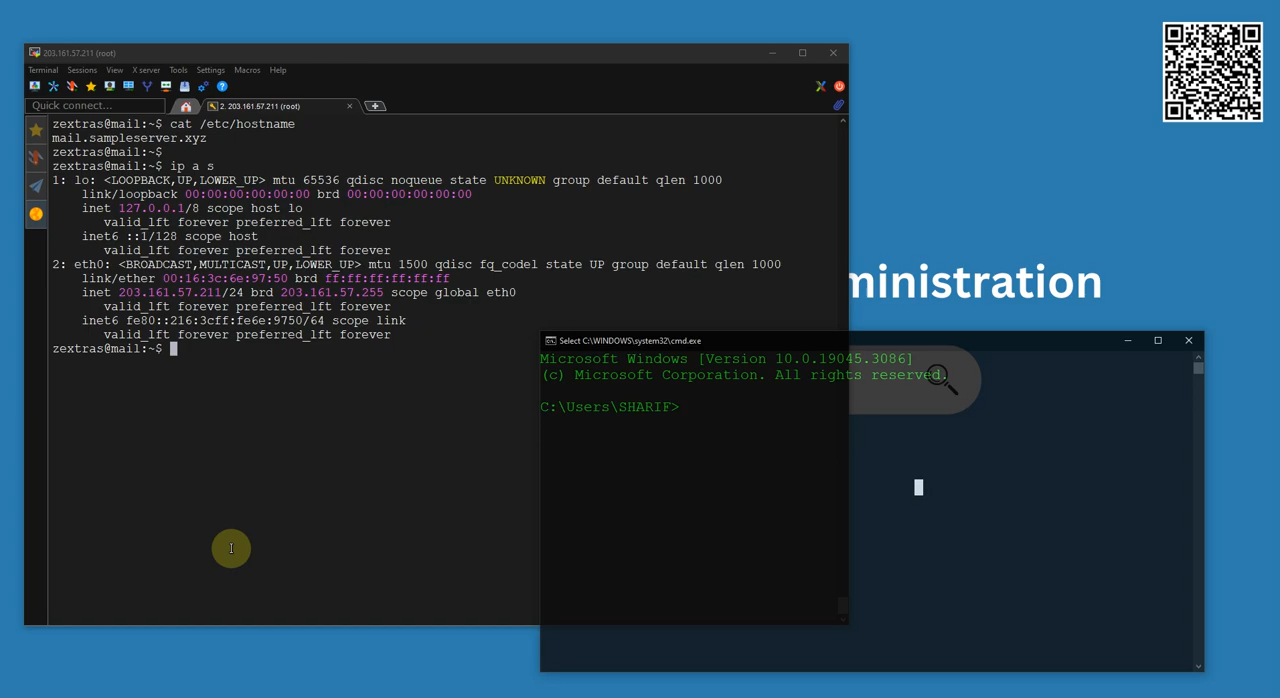 203.161.57.211 (root)
Terminal Sessions View X server Tools Settings Macros Help
Quick connect...
2. 203.161.57.211 (root)
zextras@mail:~$ cat /etc/hostname
mail.sampleserver.xyz
zextras@mail:~$
zextras@mail:~$ ip a s
1: lo: <LOOPBACK,UP,LOWER_UP> mtu 65536 qdisc noqueue state UNKNOWN group default qlen 1000
link/loopback 00:00:00:00:00:00 brd 00:00:00:00:00:00
inet 127.0.0.1/8 scope host lo
valid_lft forever preferred_lft forever
inet6 ::1/128 scope host
valid_lft forever preferred_lft forever
2: eth0: <BROADCAST,MULTICAST,UP,LOWER_UP> mtu 1500 qdisc fq_codel state UP group default qlen 1000
link/ether 00:16:3c:6e:97:50 brd ff:ff:ff:ff:ff:ff
inet 203.161.57.211/24 brd 203.161.57.255 scope global eth0
valid_lft forever preferred_lft forever
inet6 fe80::216:3cff:fe6e:9750/64 scope link
valid_lft forever preferred_lft forever
zextras@mail:~$
ministration
Select C:\WINDOWS\system32\cmd.exe
Microsoft Windows [Version 10.0.19045.3086]
(c) Microsoft Corporation. All rights reserved.
C:\Users\SHARIF>